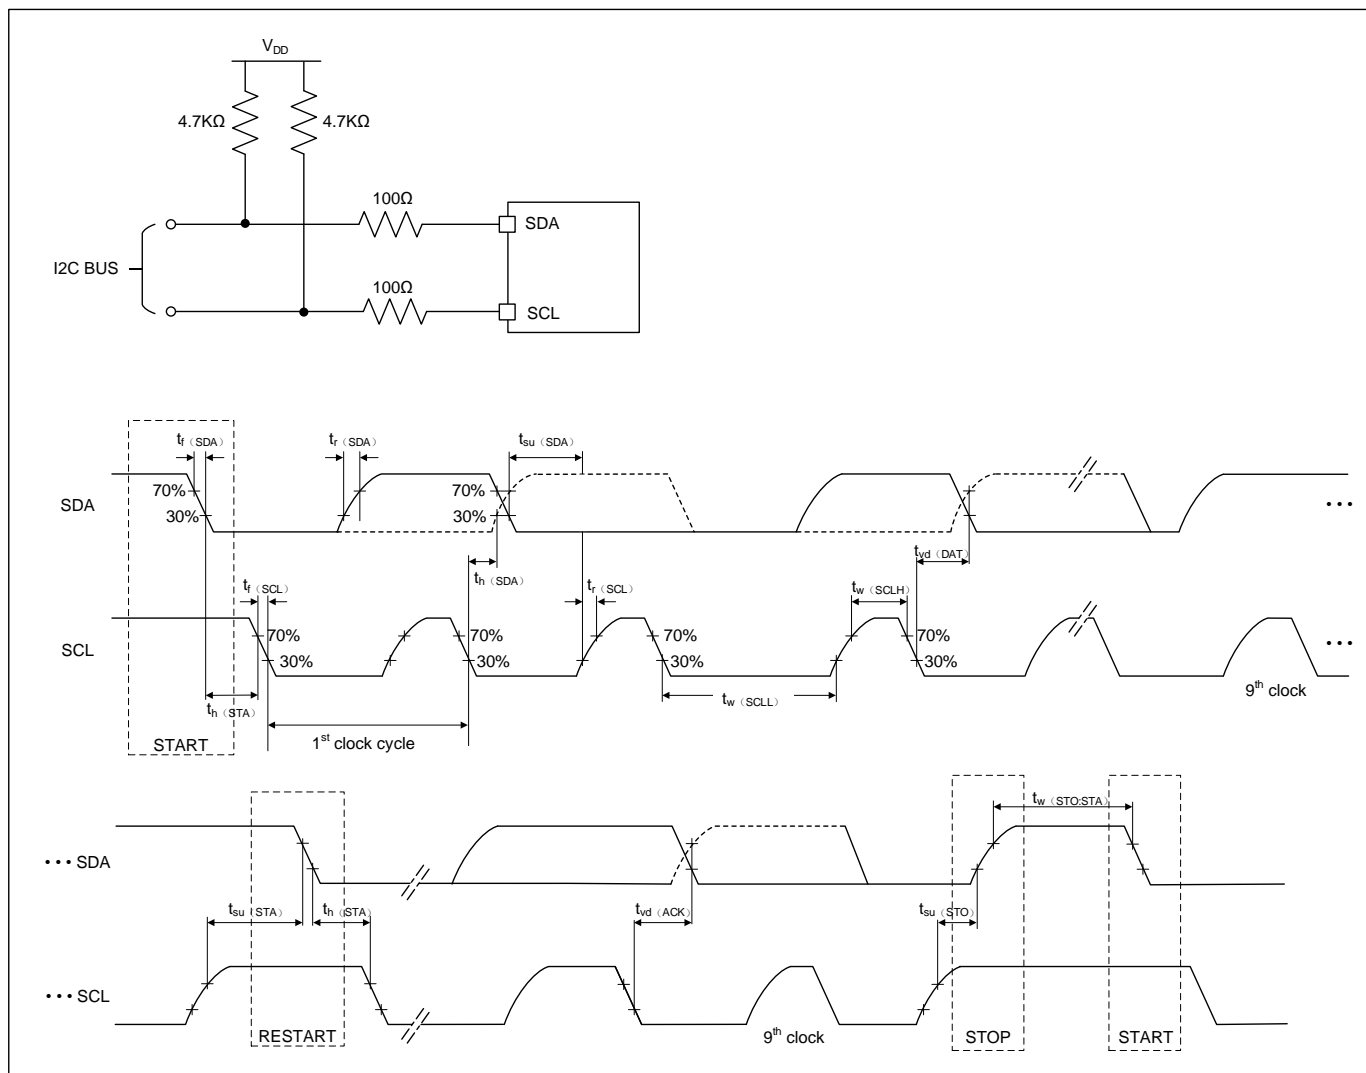 VDD
4.7KΩ 4.7KΩ
100Ω
SDA
I2C BUS
100Ω
SCL
tf（SDA） tr（SDA） tsu（SDA）
70% 70%
SDA
30% 30%
...
th（SDA） tvd（DAT）
tf（SCL） tr（SCL） tw（SCLH）
70% 70% 70% 70%
SCL
30% 30% 30% 30%
...
th（STA） tw（SCLL） 9th clock
START 1st clock cycle
tw（STO:STA）
... SDA
tsu（STA） th（STA） tvd（ACK） tsu（STO）
... SCL
RESTART 9th clock STOP START